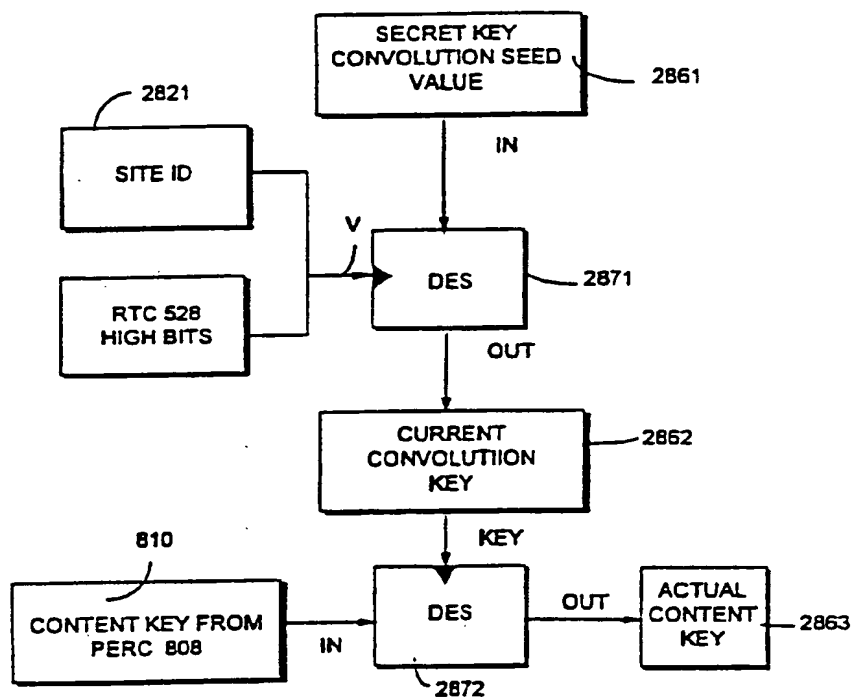 SECRET KEY
CONVOLUTION SEED
VALUE
2861
2821
IN
SITE ID
V
DES
2871
RTC 528
HIGH BITS
OUT
CURRENT
CONVOLUTIION
KEY
2862
KEY
810
CONTENT KEY FROM
PERC 808
IN
DES
OUT
ACTUAL
CONTENT
KEY
2863
2872